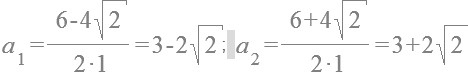 a₁ = (6-4√2)/(2·1) = 3-2√2; a₂ = (6+4√2)/(2·1) = 3+2√2